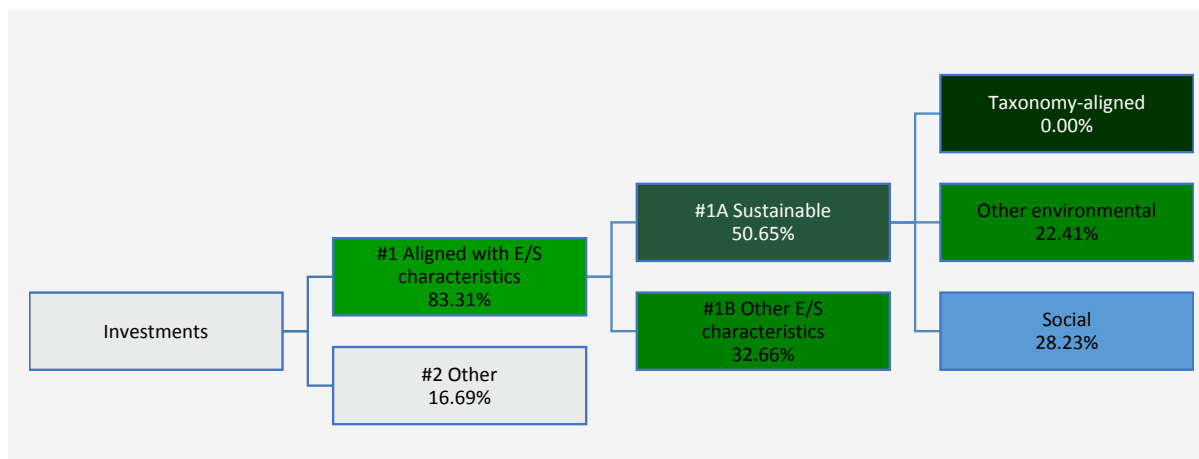 Investments
#1 Aligned with E/S
characteristics
83.31%
#2 Other
16.69%
#1A Sustainable
50.65%
#1B Other E/S
characteristics
32.66%
Taxonomy-aligned
0.00%
Other environmental
22.41%
Social
28.23%